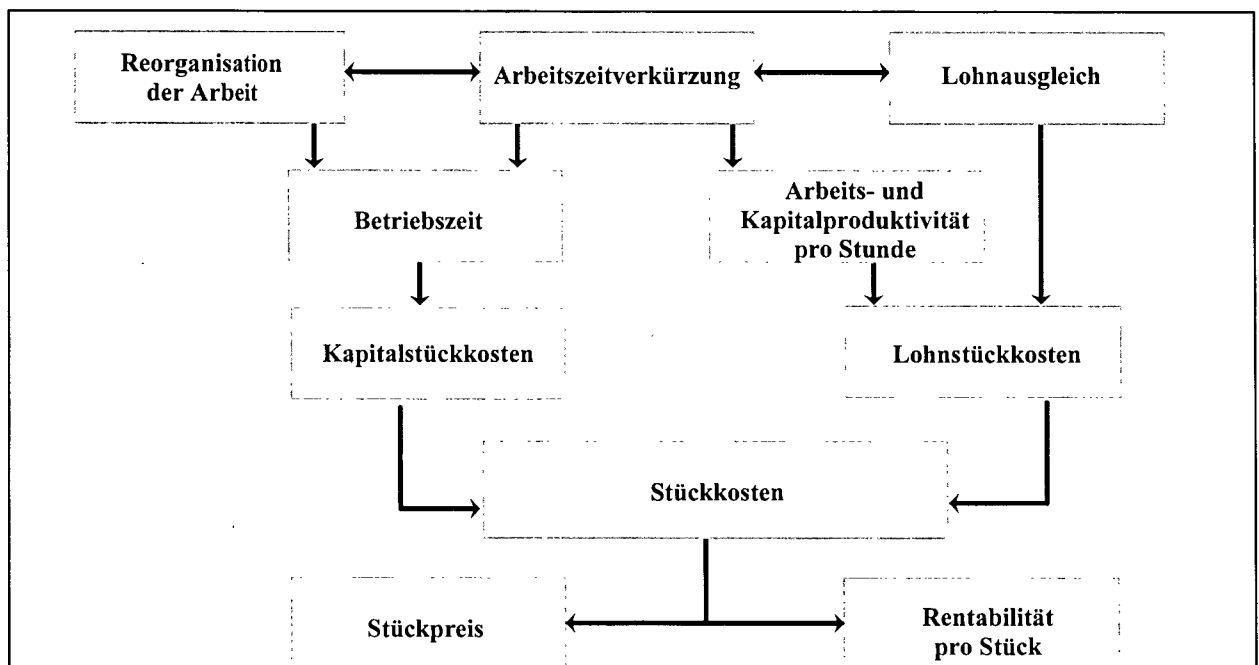 Reorganisation
der Arbeit
Arbeitszeitverkürzung
Lohnausgleich
Betriebszeit
Arbeits- und
Kapitalproduktivität
pro Stunde
Kapitalstückkosten
Lohnstückkosten
Stückkosten
Stückpreis
Rentabilität
pro Stück